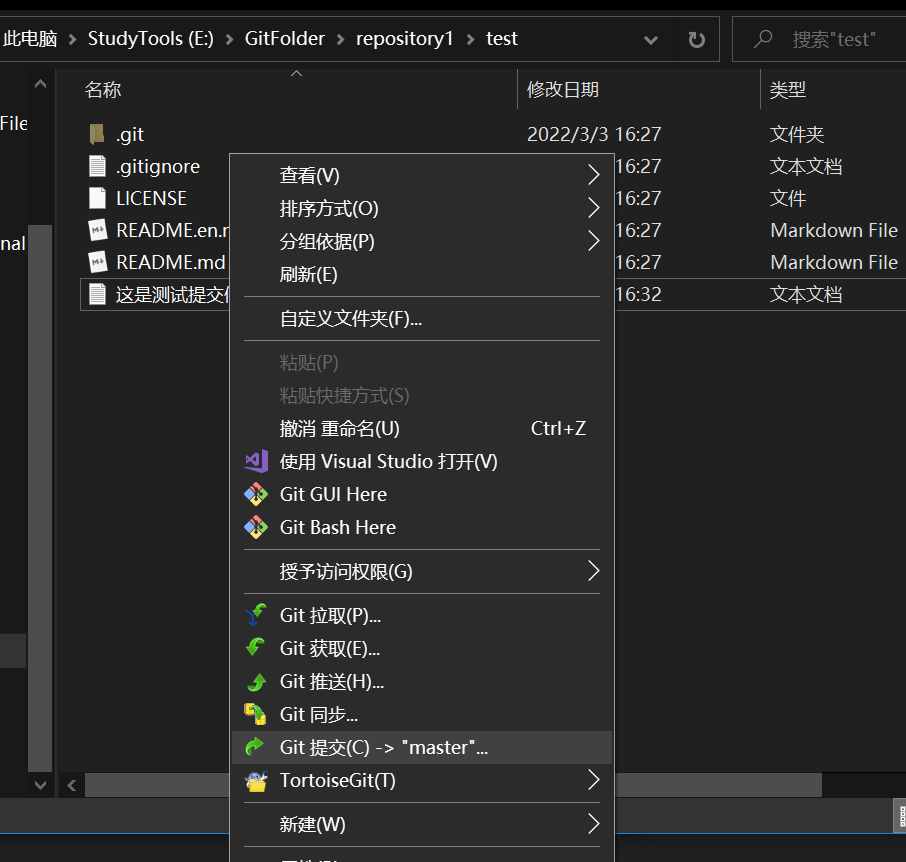 此电脑 > StudyTools (E:) > GitFolder > repository1 > test
搜索"test"
名称 修改日期 类型
File
.git 2022/3/3 16:27 文件夹
.gitignore 16:27 文本文档
LICENSE 16:27 文件
README.en. 16:27 Markdown File
README.md 16:27 Markdown File
这是测试提交 16:32 文本文档
nal
查看(V)
排序方式(O)
分组依据(P)
刷新(E)
自定义文件夹(F)...
粘贴(P)
粘贴快捷方式(S)
撤消 重命名(U) Ctrl+Z
使用 Visual Studio 打开(V)
Git GUI Here
Git Bash Here
授予访问权限(G)
Git 拉取(P)...
Git 获取(E)...
Git 推送(H)...
Git 同步...
Git 提交(C) -> "master"...
TortoiseGit(T)
新建(W)